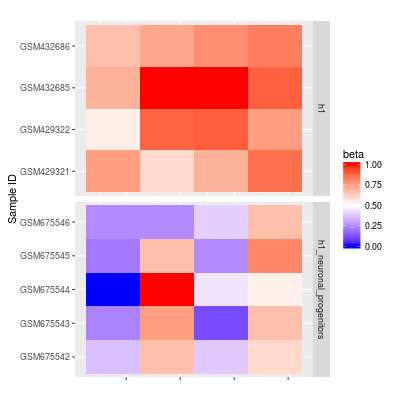 GSM432686
GSM432685
GSM429322
GSM429321
h1
GSM675546
GSM675545
GSM675544
GSM675543
GSM675542
h1_neuronal_progenitors
Sample ID
beta
1.00
0.75
0.50
0.25
0.00